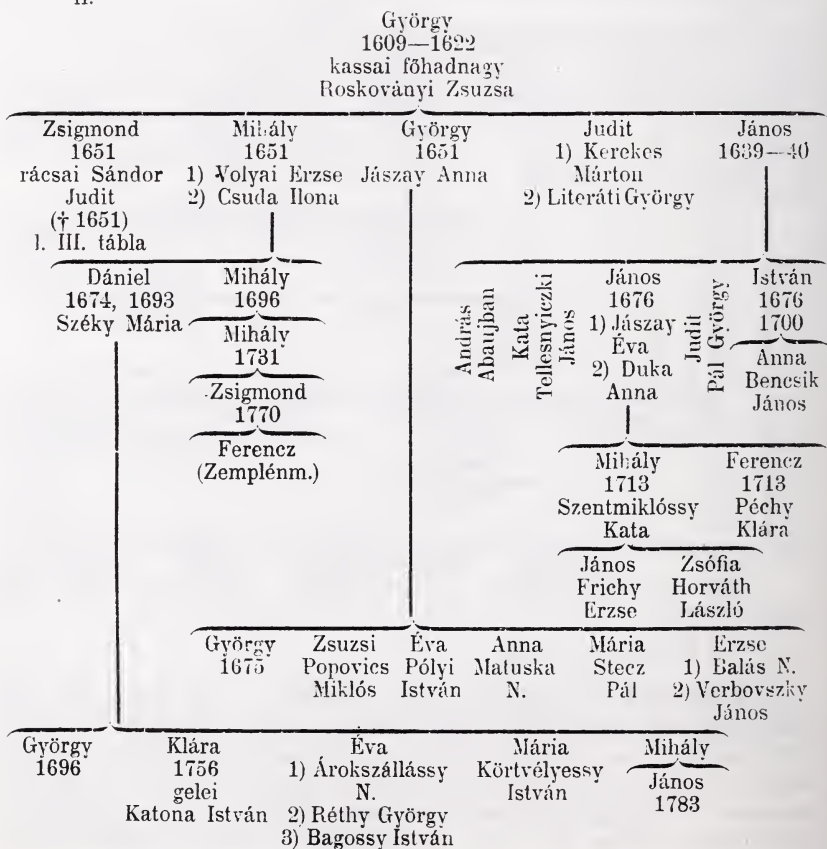 II.
György
1609—1622
kassai főhadnagy
Roskoványi Zsuzsa
Zsigmond
1651
rácsai Sándor
Judit
(† 1651)
l. III. tábla
Mihály
1651
1) Volyai Erzse
2) Csuda Ilona
György
1651
Jászay Anna
Judit
1) Kerekes
Márton
2) Literáti György
János
1639—40
Dániel
1674, 1693
Széky Mária
Mihály
1696
Mihály
1731
Zsigmond
1770
Ferencz
(Zemplénm.)
András
Abaujban
Kata
Tellesnyiczki
János
János
1676
1) Jászay
Éva
2) Duka
Anna
Judit
Pál György.
István
1676
1700
Anna
Bencsik
János
Mihály
1713
Szentmiklóssy
Kata
Ferencz
1713
Péchy
Klára
János
Frichy
Erzse
Zsófia
Horváth
László
György
1675
Zsuzsi
Popovics
Miklós
Éva
Pólyi
István
Anna
Matuska
N.
Mária
Stecz
Pál
Erzse
1) Balás N.
2) Verbovszky
János
György
1696
Klára
1756
gelei
Katona István
Éva
1) Árokszállássy
N.
2) Réthy György
3) Bagossy István
Mária
Körtvélyessy
István
Mihály
János
1783